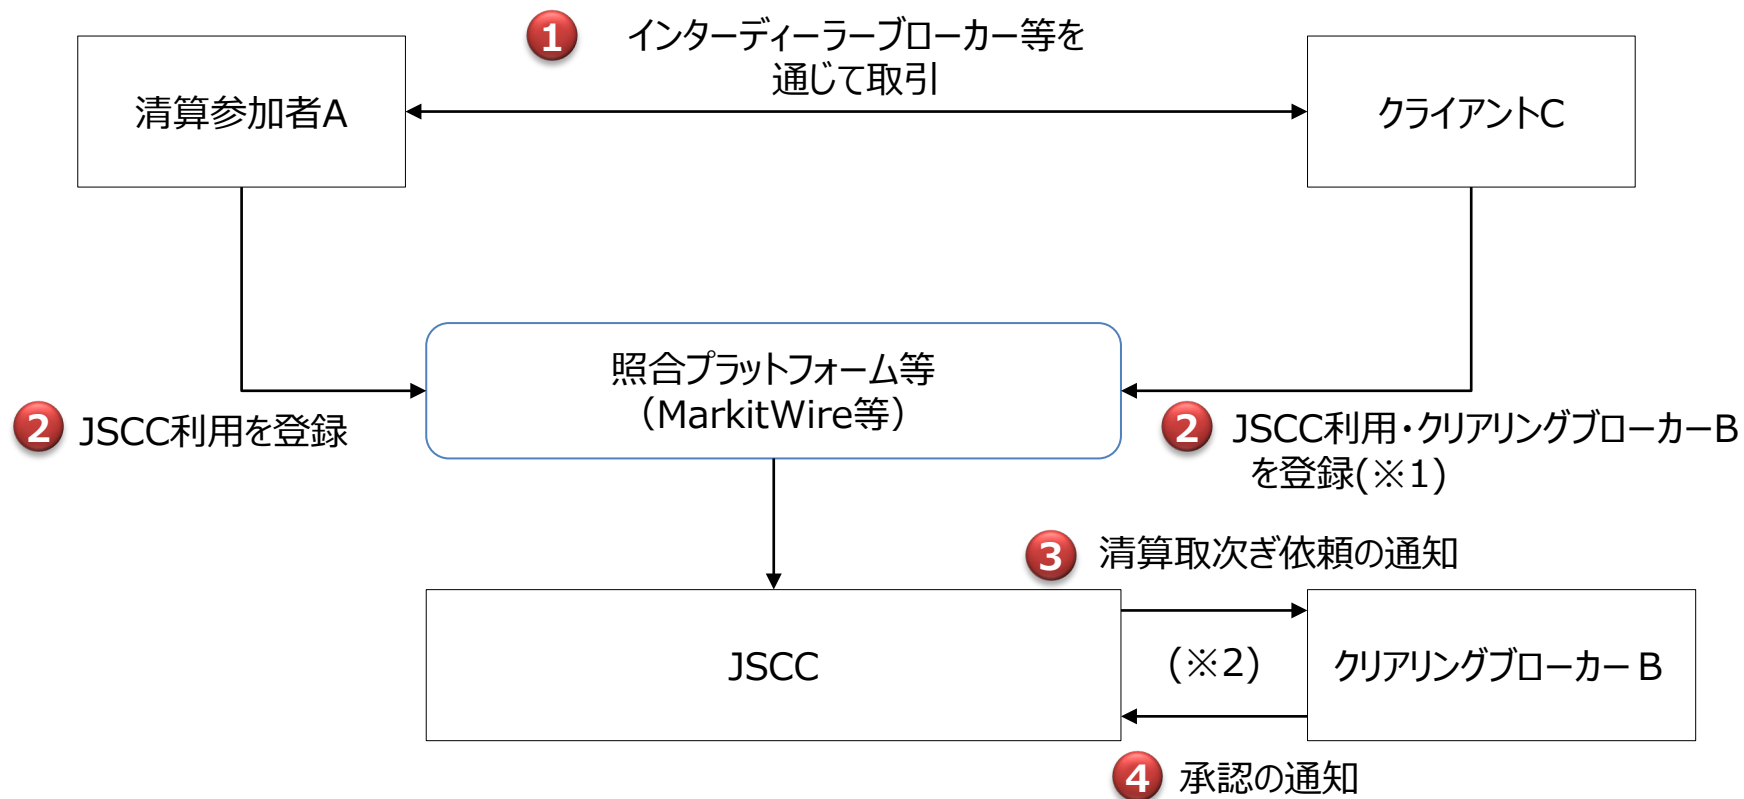 1
インターディーラーブローカー等を
通じて取引
清算参加者A
クライアントC
照合プラットフォーム等
（MarkitWire等）
2
JSCC利用を登録
2
JSCC利用・クリアリングブローカーB
を登録(※1)
3
清算取次ぎ依頼の通知
JSCC
(※2)
クリアリングブローカーB
4
承認の通知